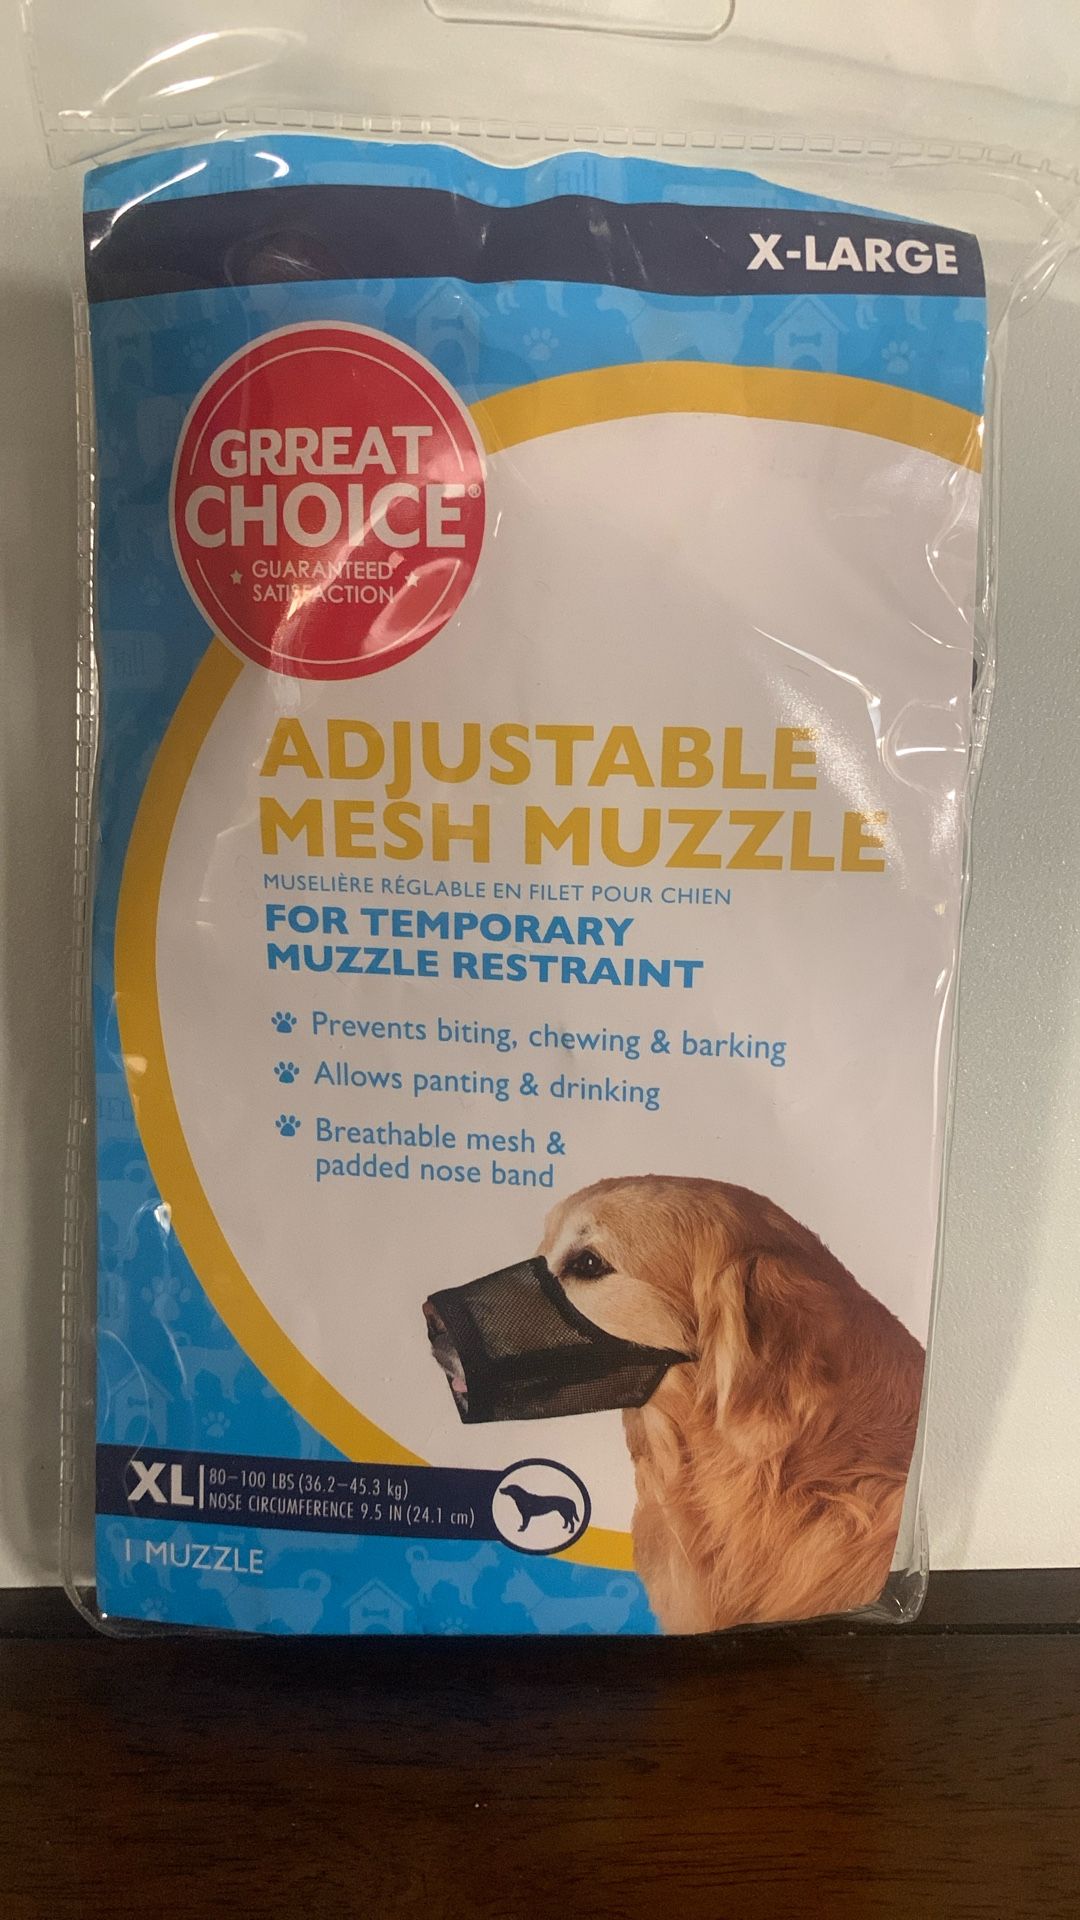 X-LARGE
GRREAT
CHOICE®
GUARANTEED
SATISFACTION
ADJUSTABLE
MESH MUZZLE
MUSELIÈRE RÉGLABLE EN FILET POUR CHIEN
FOR TEMPORARY
MUZZLE RESTRAINT
Prevents biting, chewing & barking
Allows panting & drinking
Breathable mesh &
padded nose band
XL
80–100 LBS (36.2–45.3 kg)
NOSE CIRCUMFERENCE 9.5 IN (24.1 cm)
1 MUZZLE